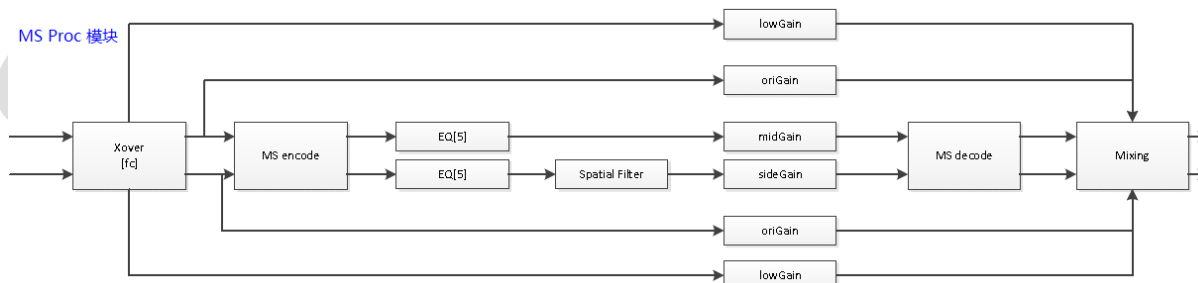 MS Proc 模块
lowGain
oriGain
Xover
[fc]
MS encode
EQ[5]
midGain
MS decode
Mixing
EQ[5]
Spatial Filter
sideGain
oriGain
lowGain